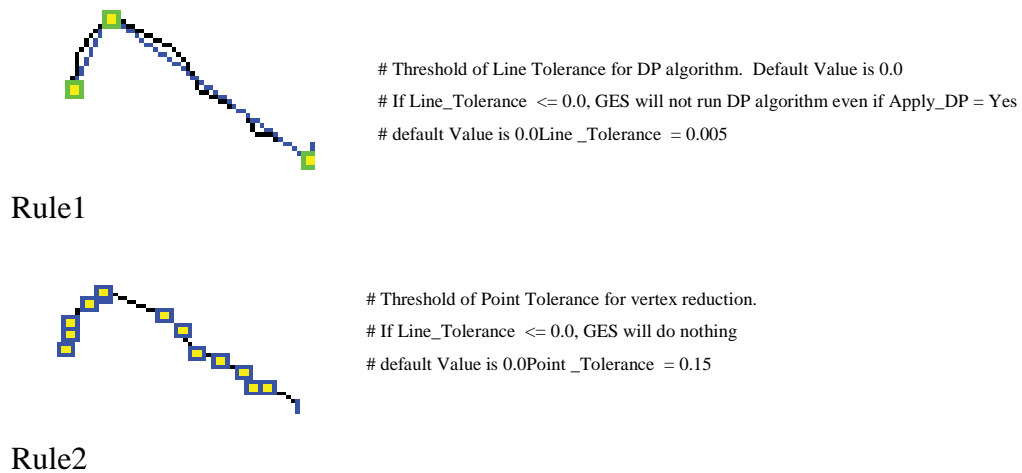 # Threshold of Line Tolerance for DP algorithm. Default Value is 0.0
# If Line_Tolerance <= 0.0, GES will not run DP algorithm even if Apply_DP = Yes
# default Value is 0.0Line _Tolerance = 0.005
Rule1
# Threshold of Point Tolerance for vertex reduction.
# If Line_Tolerance <= 0.0, GES will do nothing
# default Value is 0.0Point _Tolerance = 0.15
Rule2